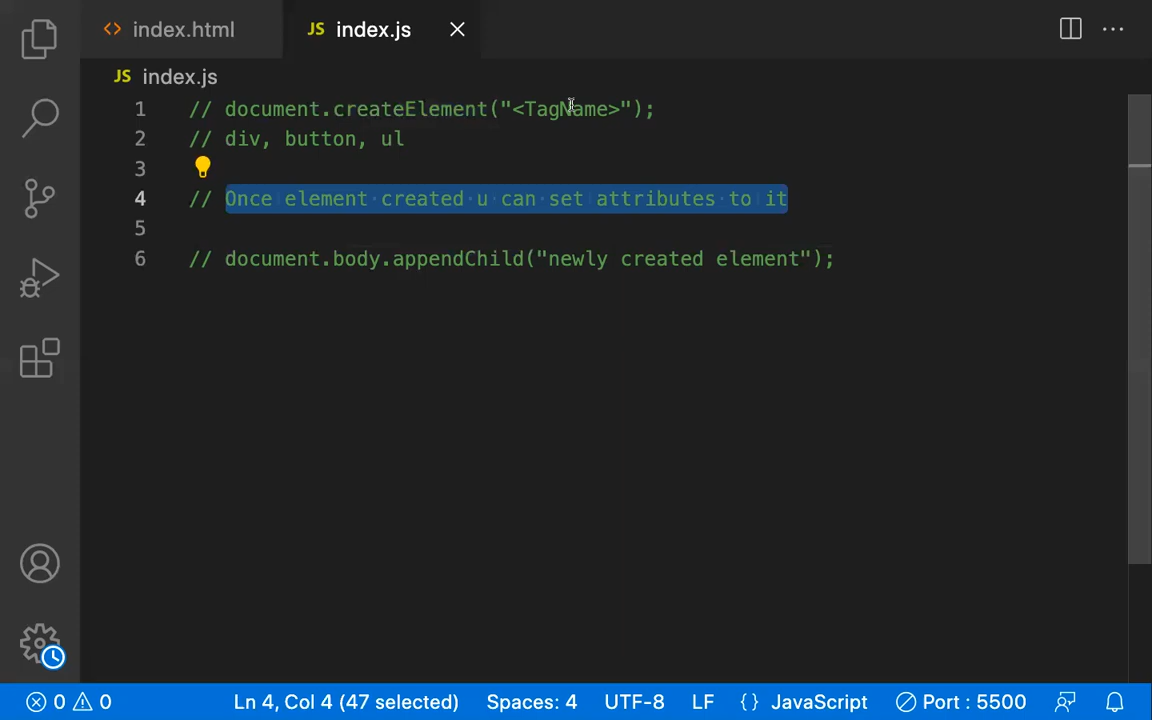 <> index.html
JS index.js
JS index.js
1 // document.createElement("<TagName>");
2 // div, button, ul
3
4 // Once element created u can set attributes to it
5
6 // document.body.appendChild("newly created element");
0 0 Ln 4, Col 4 (47 selected) Spaces: 4 UTF-8 LF {} JavaScript Port : 5500